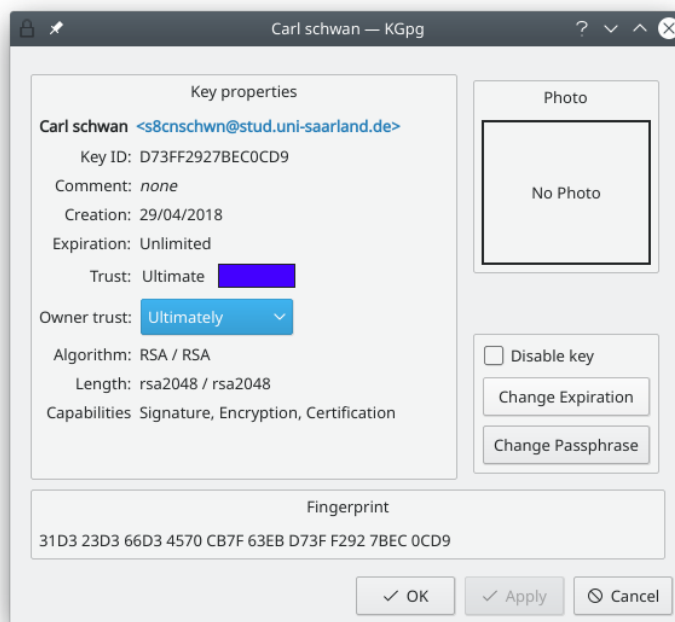 Carl schwan — KGpg
Key properties
Carl schwan <s8cnschwn@stud.uni-saarland.de>
Key ID: D73FF2927BEC0CD9
Comment: none
Creation: 29/04/2018
Expiration: Unlimited
Trust: Ultimate
Owner trust: Ultimately
Algorithm: RSA / RSA
Length: rsa2048 / rsa2048
Capabilities Signature, Encryption, Certification
Photo
No Photo
Disable key
Change Expiration
Change Passphrase
Fingerprint
31D3 23D3 66D3 4570 CB7F 63EB D73F F292 7BEC 0CD9
OK Apply Cancel